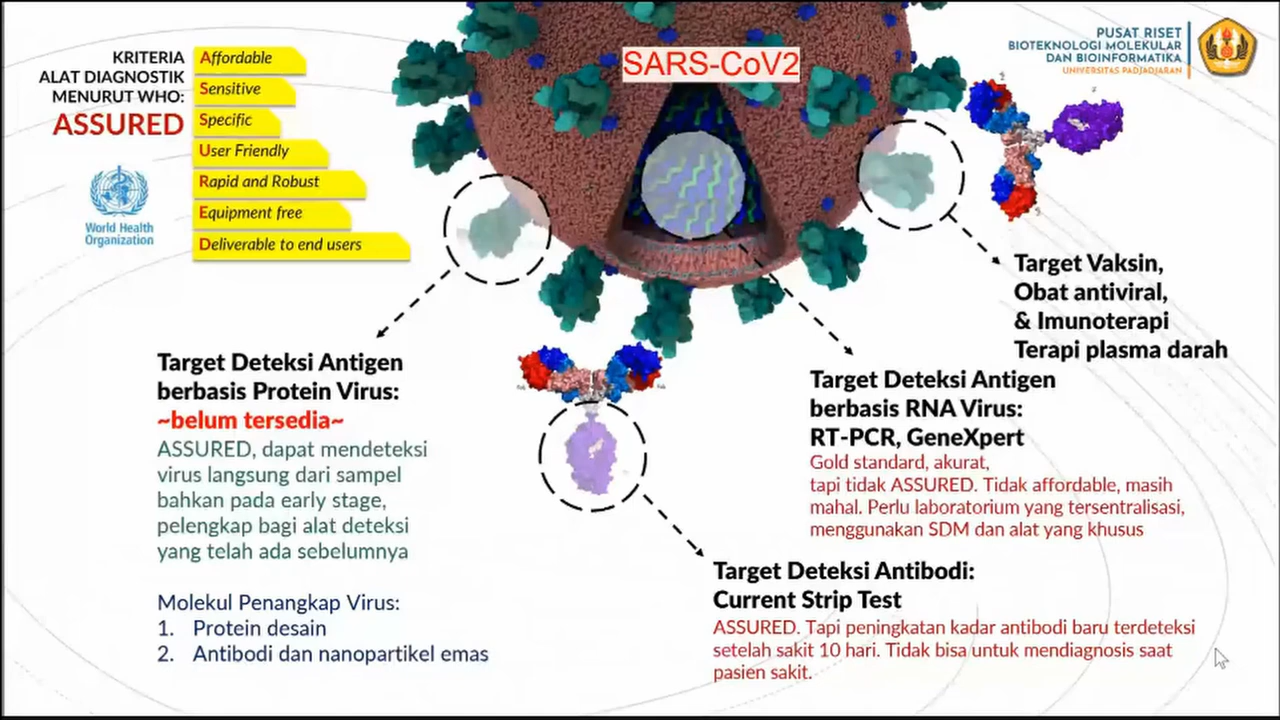 KRITERIA
ALAT DIAGNOSTIK
MENURUT WHO:
ASSURED
Affordable
Sensitive
Specific
User Friendly
Rapid and Robust
Equipment free
Deliverable to end users
World Health
Organization
SARS-CoV2
PUSAT RISET
BIOTEKNOLOGI MOLEKULAR
DAN BIOINFORMATIKA
UNIVERSITAS PADJADJARAN
Target Vaksin,
Obat antiviral,
& Imunoterapi
Terapi plasma darah
Target Deteksi Antigen
berbasis Protein Virus:
~belum tersedia~
ASSURED, dapat mendeteksi
virus langsung dari sampel
bahkan pada early stage,
pelengkap bagi alat deteksi
yang telah ada sebelumnya
Molekul Penangkap Virus:
1. Protein desain
2. Antibodi dan nanopartikel emas
Target Deteksi Antigen
berbasis RNA Virus:
RT-PCR, GeneXpert
Gold standard, akurat,
tapi tidak ASSURED. Tidak affordable, masih
mahal. Perlu laboratorium yang tersentralisasi,
menggunakan SDM dan alat yang khusus
Target Deteksi Antibodi:
Current Strip Test
ASSURED. Tapi peningkatan kadar antibodi baru terdeteksi
setelah sakit 10 hari. Tidak bisa untuk mendiagnosis saat
pasien sakit.